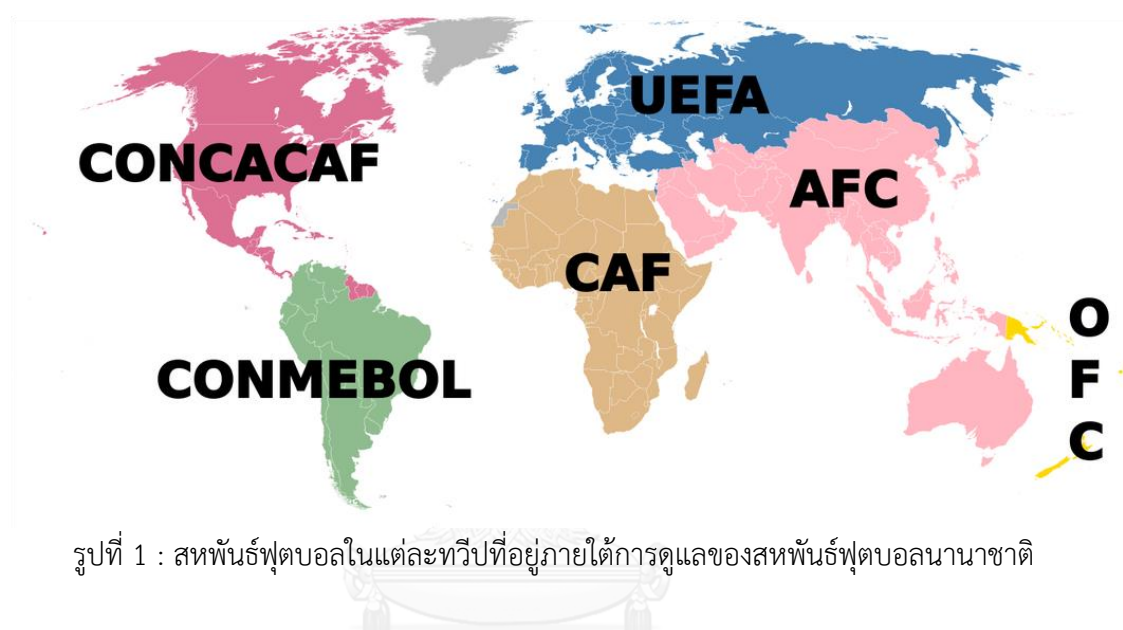 UEFA
CONCACAF
AFC
CAF
CONMEBOL
O
F
C
รูปที่ 1 : สหพันธ์ฟุตบอลในแต่ละทวีปที่อยู่ภายใต้การดูแลของสหพันธ์ฟุตบอลนานาชาติ